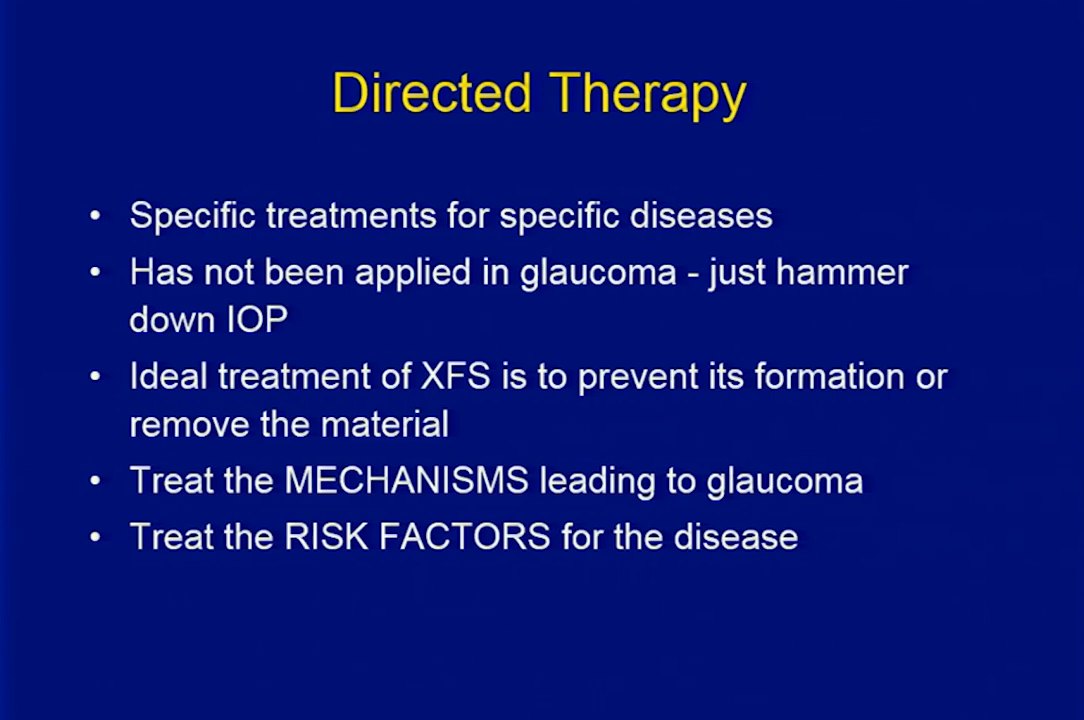 Directed Therapy
• Specific treatments for specific diseases
• Has not been applied in glaucoma - just hammer
down IOP
• Ideal treatment of XFS is to prevent its formation or
remove the material
• Treat the MECHANISMS leading to glaucoma
• Treat the RISK FACTORS for the disease